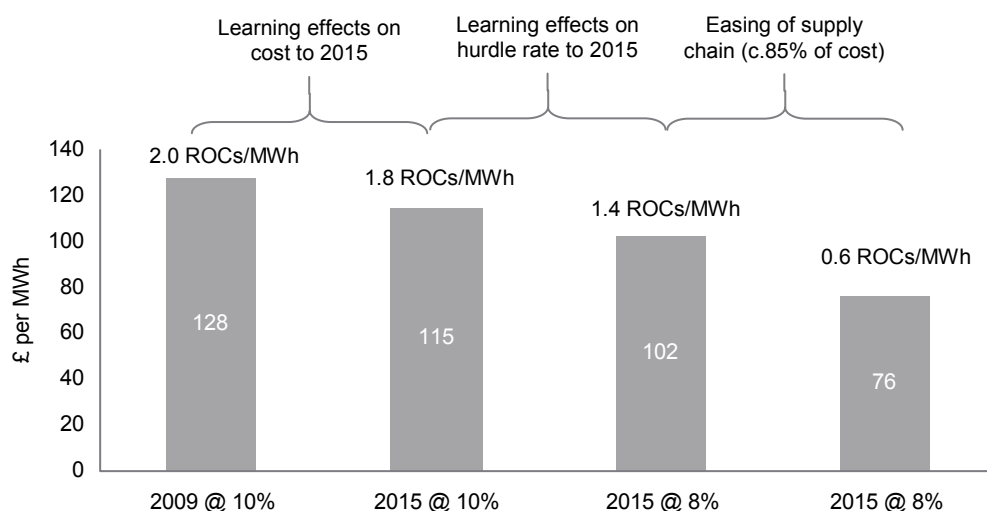 Learning effects on
cost to 2015
Learning effects on
hurdle rate to 2015
Easing of supply
chain (c.85% of cost)
£ per MWh
140
120
100
80
60
40
20
0
2.0 ROCs/MWh
1.8 ROCs/MWh
1.4 ROCs/MWh
0.6 ROCs/MWh
128
115
102
76
2009 @ 10%
2015 @ 10%
2015 @ 8%
2015 @ 8%